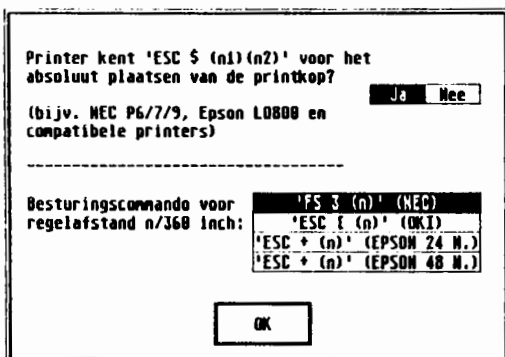 Printer kent 'ESC $ (n1)(n2)' voor het
absoluut plaatsen van de printkop?
Ja Nee
(bijv. NEC P6/7/9, Epson LQ800 en
compatibele printers)
----------------------------------
Besturingscommando voor
regelafstand n/360 inch:
'FS 3 (n)' (NEC)
'ESC [ (n)' (OKI)
'ESC + (n)' (EPSON 24 N.)
'ESC + (n)' (EPSON 48 N.)
OK